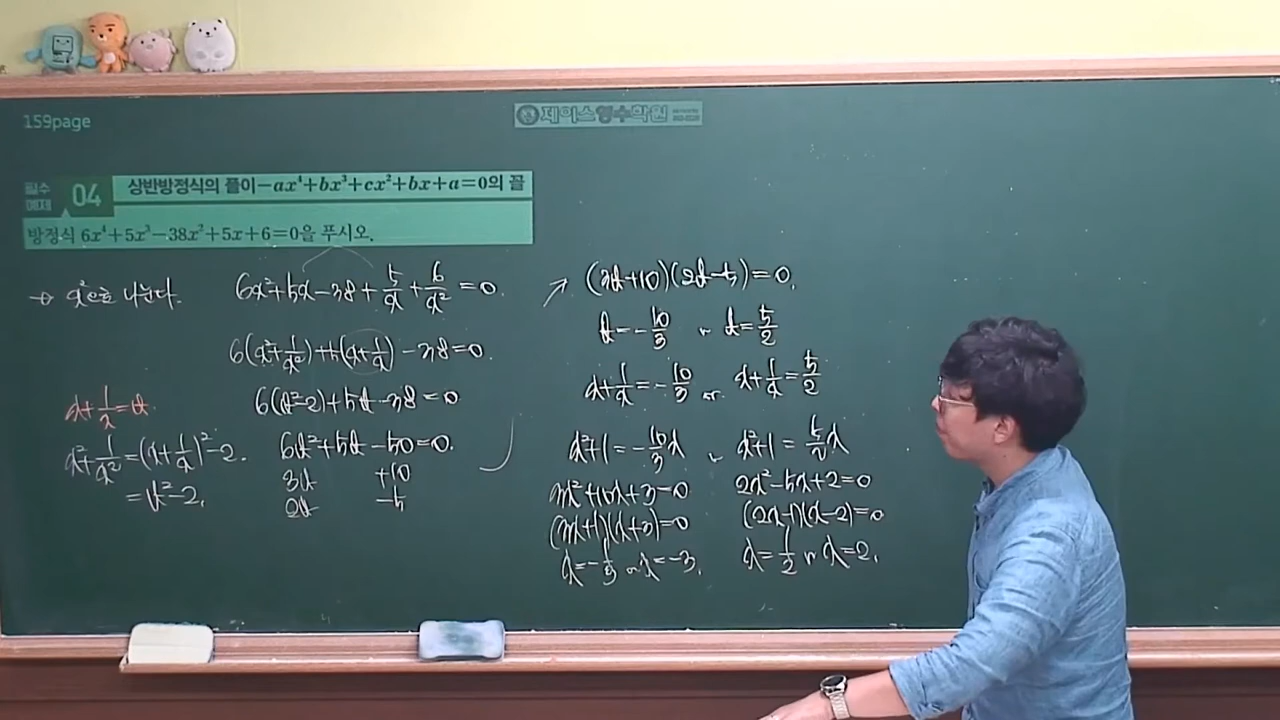 159page
제이스영수학원
필수 예제 04 상반방정식의 풀이-ax⁴+bx³+cx²+bx+a=0의 꼴
방정식 6x⁴+5x³-38x²+5x+6=0을 푸시오.
→ x²으로 나눈다. 6x²+5x-38+5/x+6/x²=0.
6(x²+1/x²)+5(x+1/x)-38=0.
x+1/x=t
6(t²-2)+5t-38=0
x²+1/x²=(x+1/x)²-2.
=t²-2.
6t²+5t-50=0.
3t +10
2t -5
↗ (3t+10)(2t-5)=0.
t=-10/3 or t=5/2
x+1/x=-10/3 or x+1/x=5/2
x²+1=-10/3x or x²+1=5/2x
3x²+10x+3=0 2x²-5x+2=0
(3x+1)(x+3)=0 (2x-1)(x-2)=0
x=-1/3 or x=-3. x=1/2 or x=2.